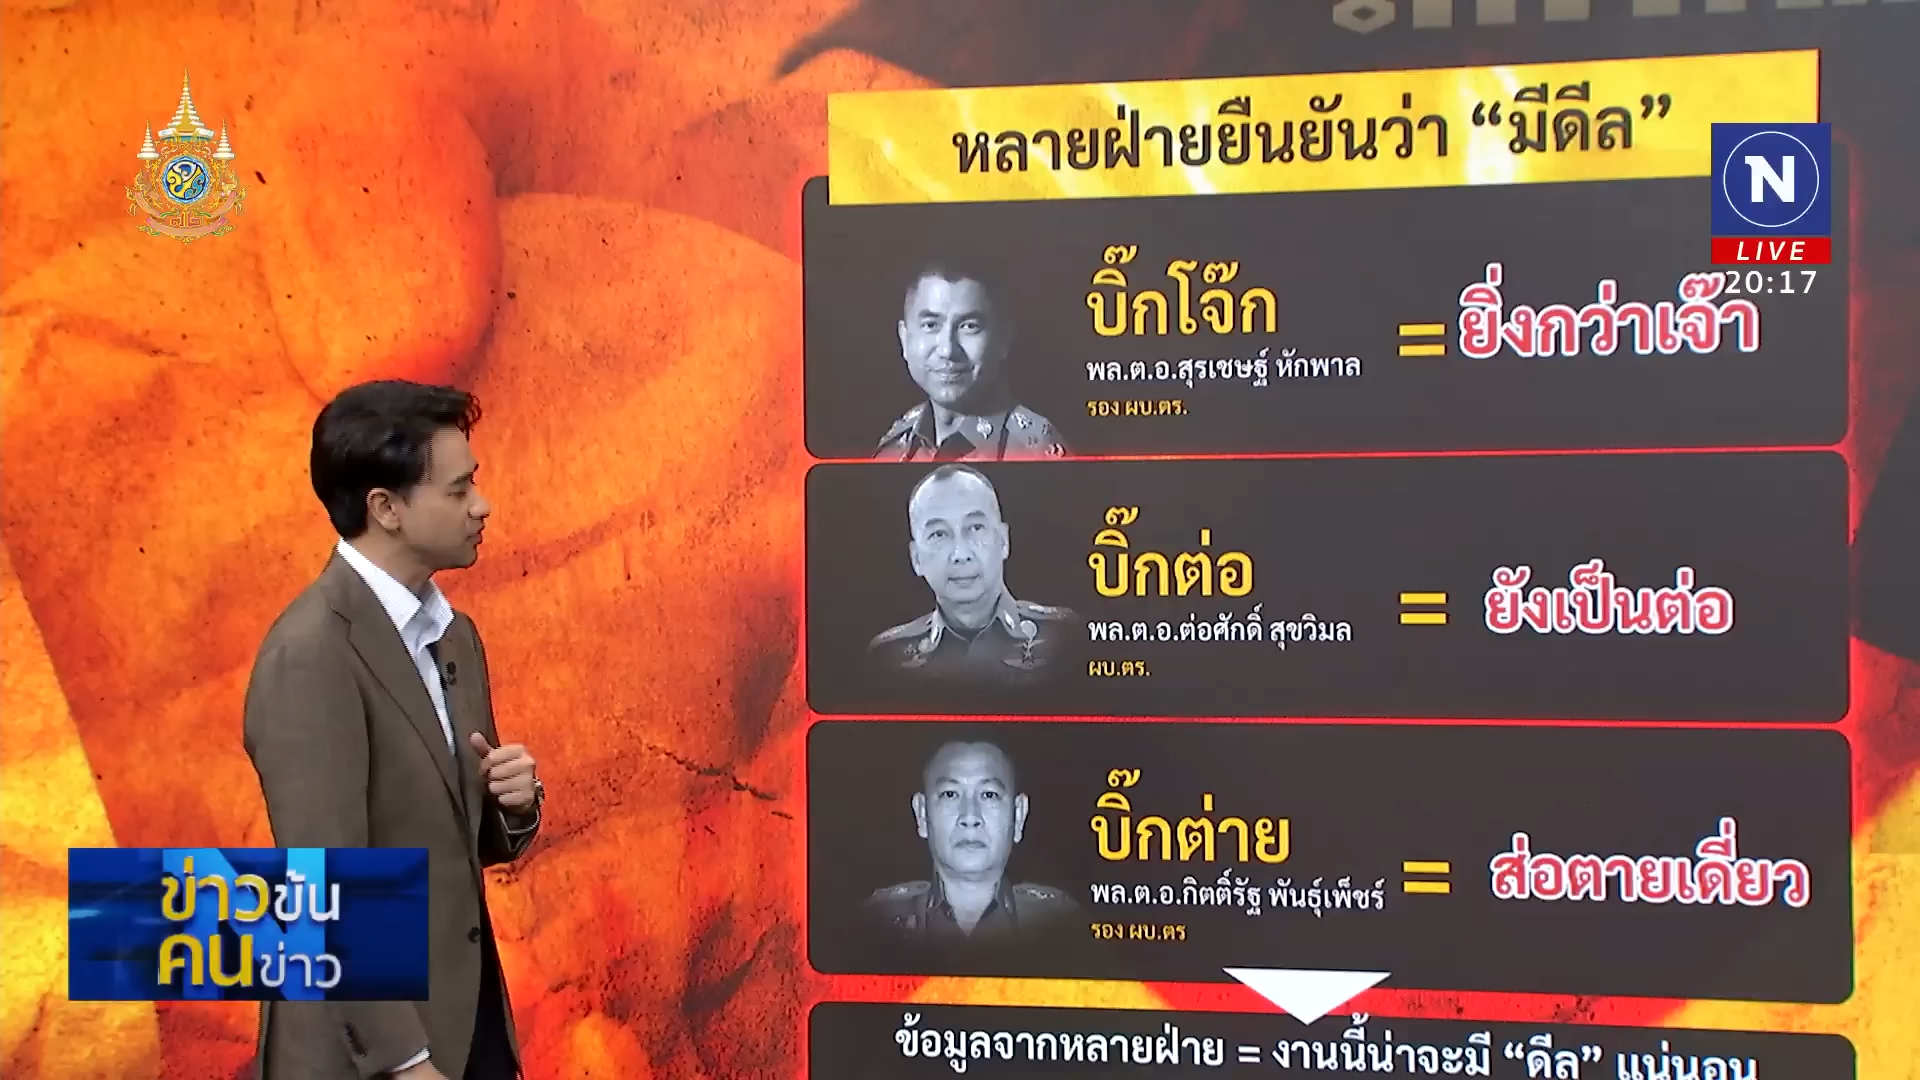 หลายฝ่ายยืนยันว่า “มีดีล”
N
LIVE
20:17
บิ๊กโจ๊ก
= ยิ่งกว่าเจ๊า
พล.ต.อ.สุรเชษฐ์ หักพาล
รอง ผบ.ตร.
บิ๊กต่อ
= ยังเป็นต่อ
พล.ต.อ.ต่อศักดิ์ สุขวิมล
ผบ.ตร.
บิ๊กต่าย
= ส่อตายเดี่ยว
พล.ต.อ.กิตติ์รัฐ พันธุ์เพ็ชร์
รอง ผบ.ตร
ข่าวข้น
คนข่าว
ข้อมูลจากหลายฝ่าย = งานนี้น่าจะมี “ดีล” แน่นอน